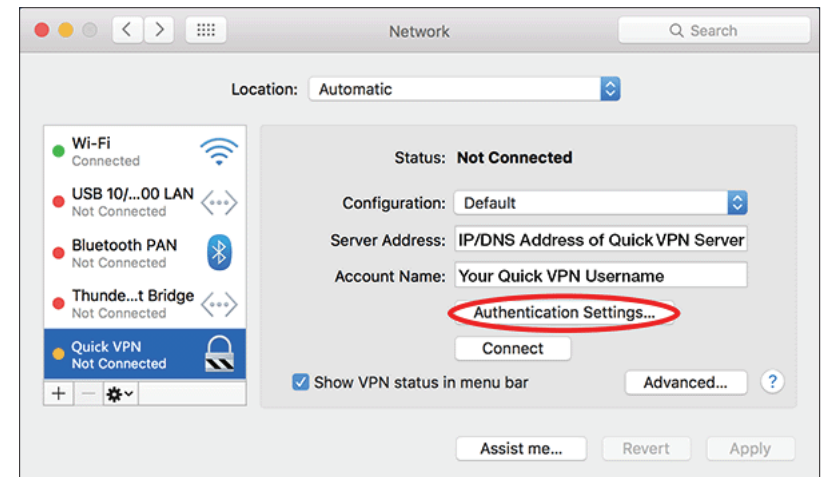 Network
Search
Location: Automatic
Wi-Fi
Connected
USB 10/...00 LAN
Not Connected
Bluetooth PAN
Not Connected
Thunde...t Bridge
Not Connected
Quick VPN
Not Connected
Status: Not Connected
Configuration: Default
Server Address: IP/DNS Address of Quick VPN Server
Account Name: Your Quick VPN Username
Authentication Settings...
Connect
Show VPN status in menu bar
Advanced...
?
Assist me...
Revert
Apply